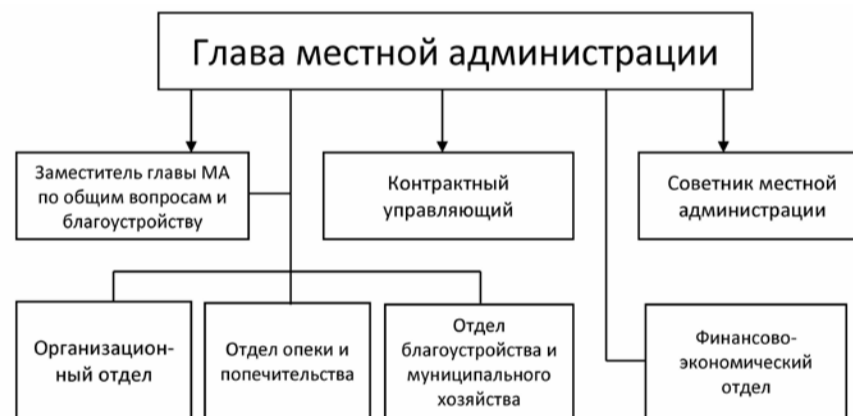 Глава местной администрации
Заместитель главы МА
по общим вопросам и
благоустройству
Контрактный
управляющий
Советник местной
администрации
Организацион-
ный отдел
Отдел опеки и
попечительства
Отдел
благоустройства и
муниципального
хозяйства
Финансово-
экономический
отдел